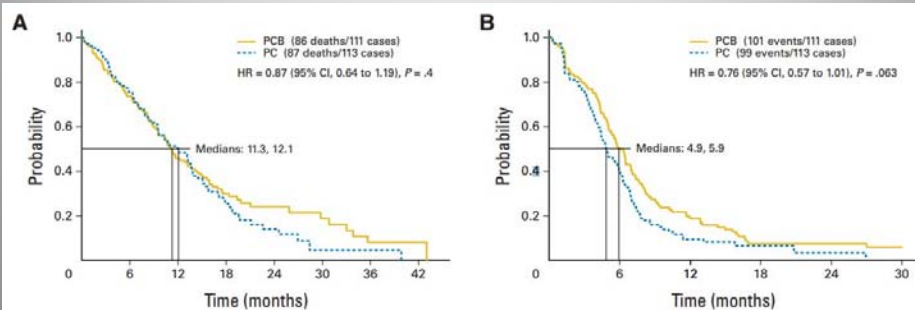 A
PCB (86 deaths/111 cases)
PC (87 deaths/113 cases)
HR = 0.87 (95% CI, 0.64 to 1.19), P = .4
Probability
1.0
0.8
0.6
0.4
0.2
Medians: 11.3, 12.1
0 6 12 18 24 30 36 42
Time (months)
B
PCB (101 events/111 cases)
PC (99 events/113 cases)
HR = 0.76 (95% CI, 0.57 to 1.01), P = .063
Probability
1.0
0.8
0.6
0.4
0.2
Medians: 4.9, 5.9
0 6 12 18 24 30
Time (months)